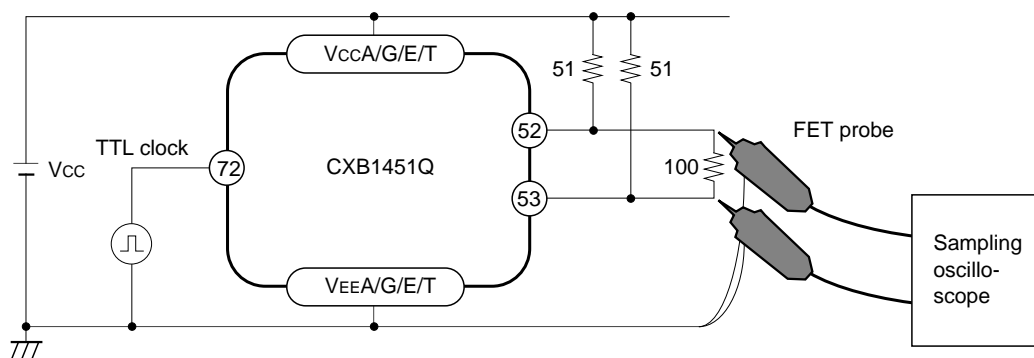 VCCA/G/E/T
51
51
52
FET probe
TTL clock
VCC
72
CXB1451Q
100
53
Sampling
oscillo-
scope
VEEA/G/E/T